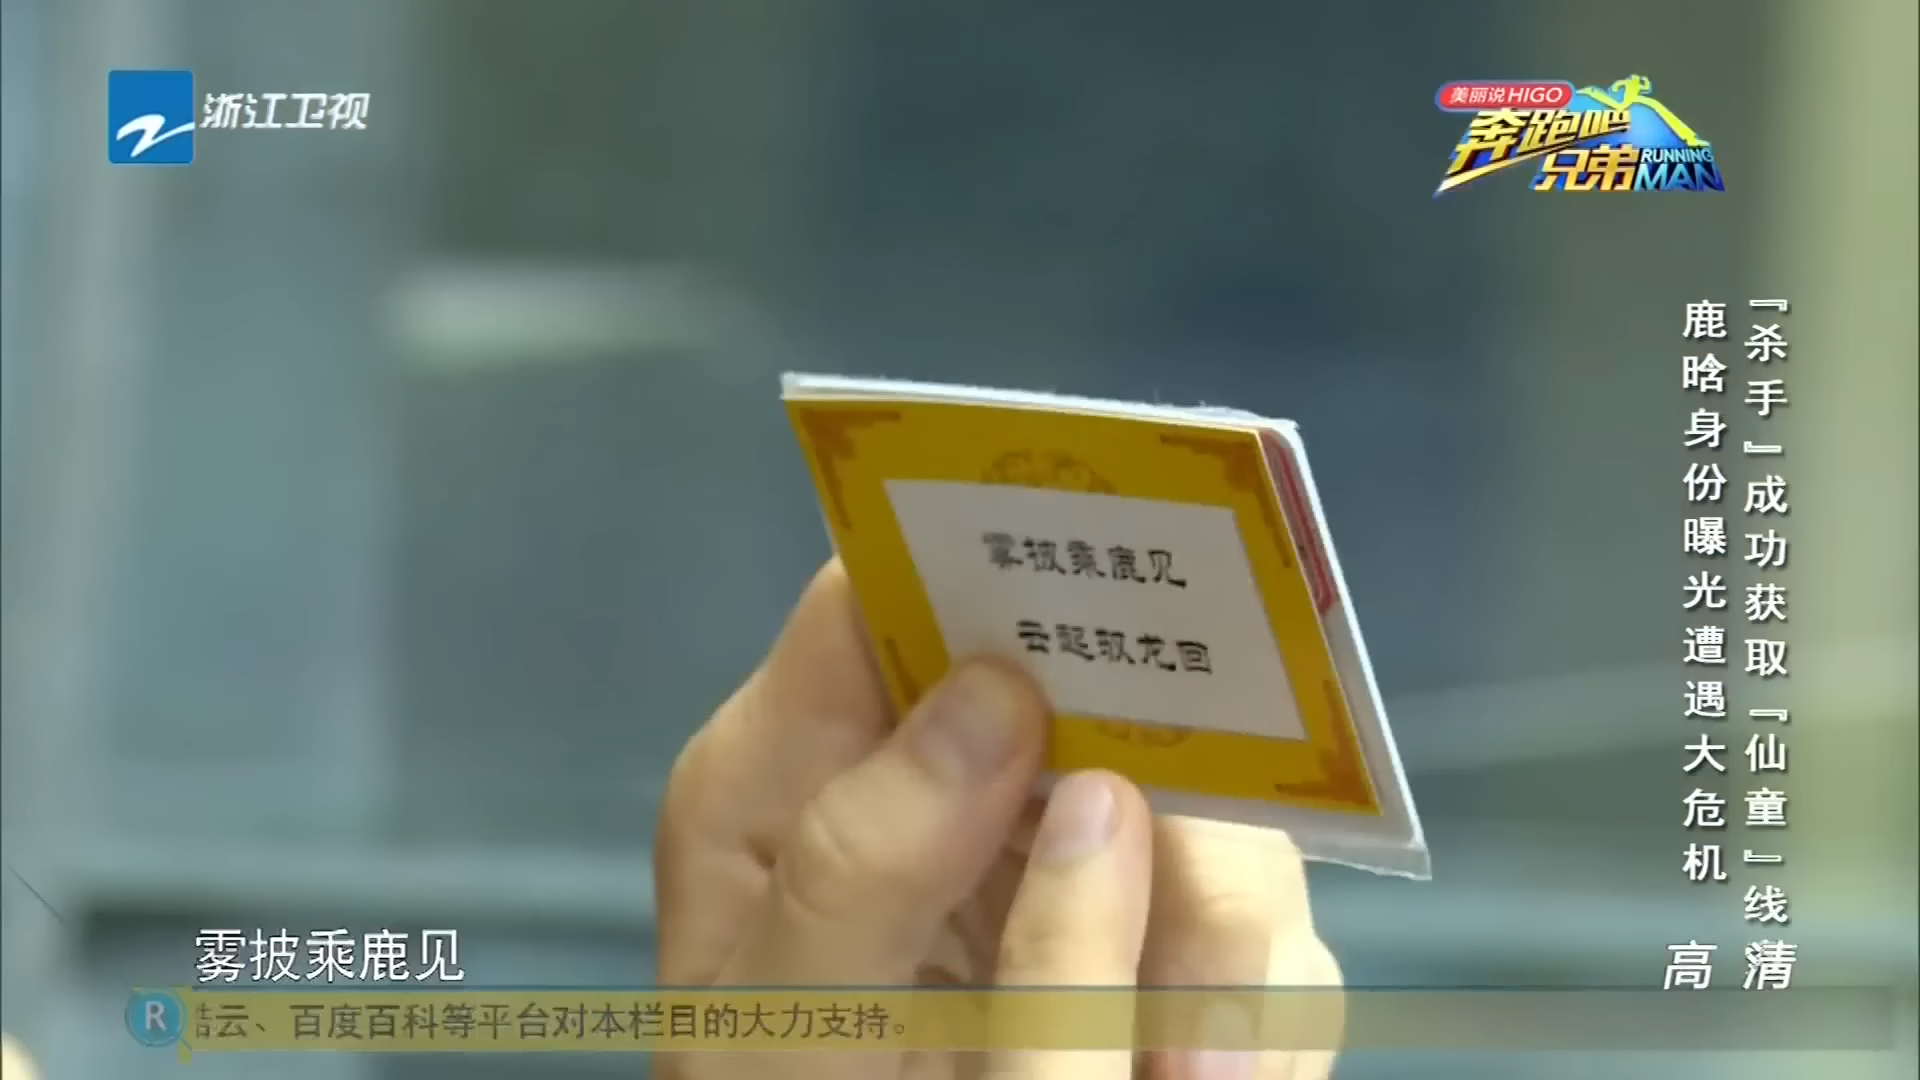 浙江卫视
美丽说HIGO
奔跑吧
兄弟
RUNNING
MAN
『杀手』成功获取『仙童』线
鹿晗身份曝光遭遇大危机
雾披乘鹿见
云起驭龙回
高清
雾披乘鹿见
R
云、百度百科等平台对本栏目的大力支持。